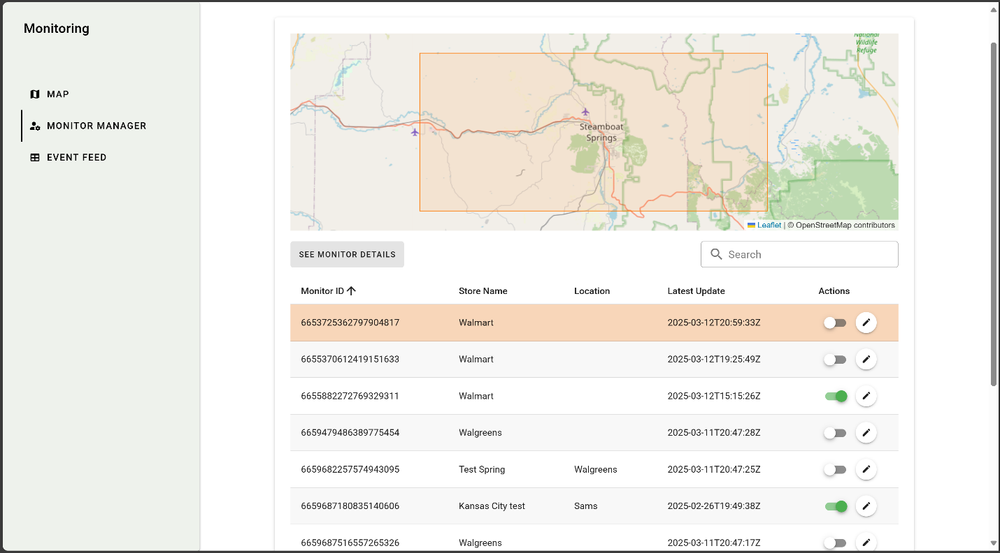 Monitoring
MAP
MONITOR MANAGER
EVENT FEED
National
Wildlife
Refuge
Steamboat
Springs
Leaflet | © OpenStreetMap contributors
SEE MONITOR DETAILS
Search
Monitor ID Store Name Location Latest Update Actions
6653725362797904817 Walmart 2025-03-12T20:59:33Z
6655370612419151633 Walmart 2025-03-12T19:25:49Z
6655882272769329311 Walmart 2025-03-12T15:15:26Z
6659479486389775454 Walgreens 2025-03-11T20:47:28Z
6659682257574943095 Test Spring Walgreens 2025-03-11T20:47:25Z
6659687180835140606 Kansas City test Sams 2025-02-26T19:49:38Z
6659687516557265326 Walgreens 2025-03-11T20:47:17Z